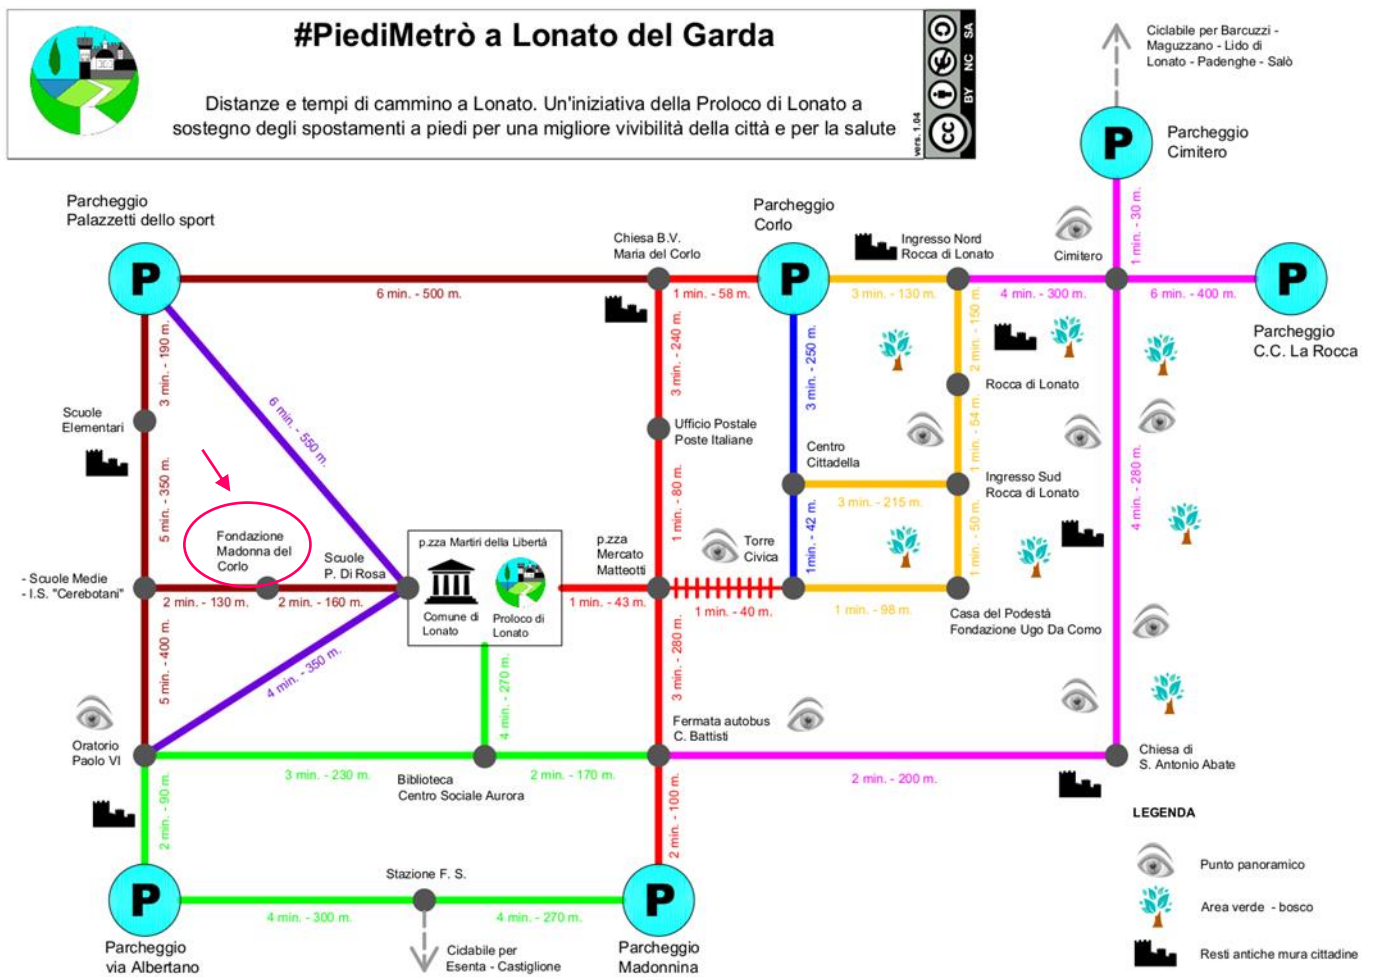 #PiediMetrò a Lonato del Garda
Distanze e tempi di cammino a Lonato. Un'iniziativa della Proloco di Lonato a
sostegno degli spostamenti a piedi per una migliore vivibilità della città e per la salute
vers. 1.04
cc
BY NC SA
Ciclabile per Barcuzzi -
Maguzzano - Lido di
Lonato - Padenghe - Salò
P
Parcheggio
Cimitero
1 min. - 30 m.
Parcheggio
Palazzetti dello sport
P
6 min. - 500 m.
Chiesa B.V.
Maria del Corlo
1 min. - 58 m.
Parcheggio
Corlo
P
3 min. - 130 m.
Ingresso Nord
Rocca di Lonato
4 min. - 300 m.
Cimitero
6 min. - 400 m.
P
Parcheggio
C.C. La Rocca
3 min. - 190 m.
6 min. - 550 m.
3 min. - 240 m.
3 min. - 250 m.
2 min. - 150 m.
Rocca di Lonato
Scuole
Elementari
Ufficio Postale
Poste Italiane
1 min. - 54 m.
Centro
Cittadella
3 min. - 215 m.
Ingresso Sud
Rocca di Lonato
4 min. - 280 m.
5 min. - 350 m.
1 min. - 80 m.
1min. - 42 m.
1 min. - 50 m.
Fondazione
Madonna del
Corlo
Scuole
P. Di Rosa
p.zza Martiri della Libertà
Comune di
Lonato
Proloco di
Lonato
p.zza
Mercato
Matteotti
Torre
Civica
- Scuole Medie
- I.S. "Cerebotani"
2 min. - 130 m.
2 min. - 160 m.
1 min. - 43 m.
1 min. - 40 m.
1 min. - 98 m.
Casa del Podestà
Fondazione Ugo Da Como
5 min. - 400 m.
4 min. - 350 m.
4 min. - 270 m.
3 min. - 280 m.
Oratorio
Paolo VI
3 min. - 230 m.
Biblioteca
Centro Sociale Aurora
2 min. - 170 m.
Fermata autobus
C. Battisti
2 min. - 200 m.
Chiesa di
S. Antonio Abate
2 min. - 90 m.
2 min. - 100 m.
P
Parcheggio
via Albertano
4 min. - 300 m.
Stazione F. S.
4 min. - 270 m.
Ciclabile per
Esenta - Castiglione
P
Parcheggio
Madonnina
LEGENDA
Punto panoramico
Area verde - bosco
Resti antiche mura cittadine